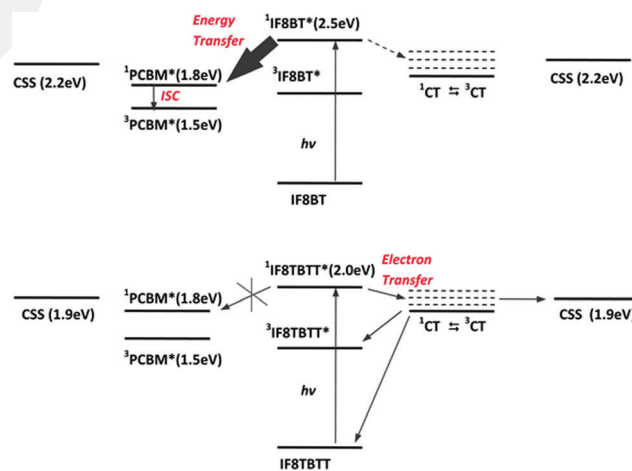 Energy
Transfer
¹IF8BT*(2.5eV)
CSS (2.2eV)
¹PCBM*(1.8eV)
ISC
³PCBM*(1.5eV)
³IF8BT*
hν
IF8BT
¹CT ⇆ ³CT
CSS (2.2eV)
¹IF8TBTT*(2.0eV)
Electron
Transfer
CSS (1.9eV)
¹PCBM*(1.8eV)
³PCBM*(1.5eV)
³IF8TBTT*
hν
IF8TBTT
¹CT ⇆ ³CT
CSS (1.9eV)